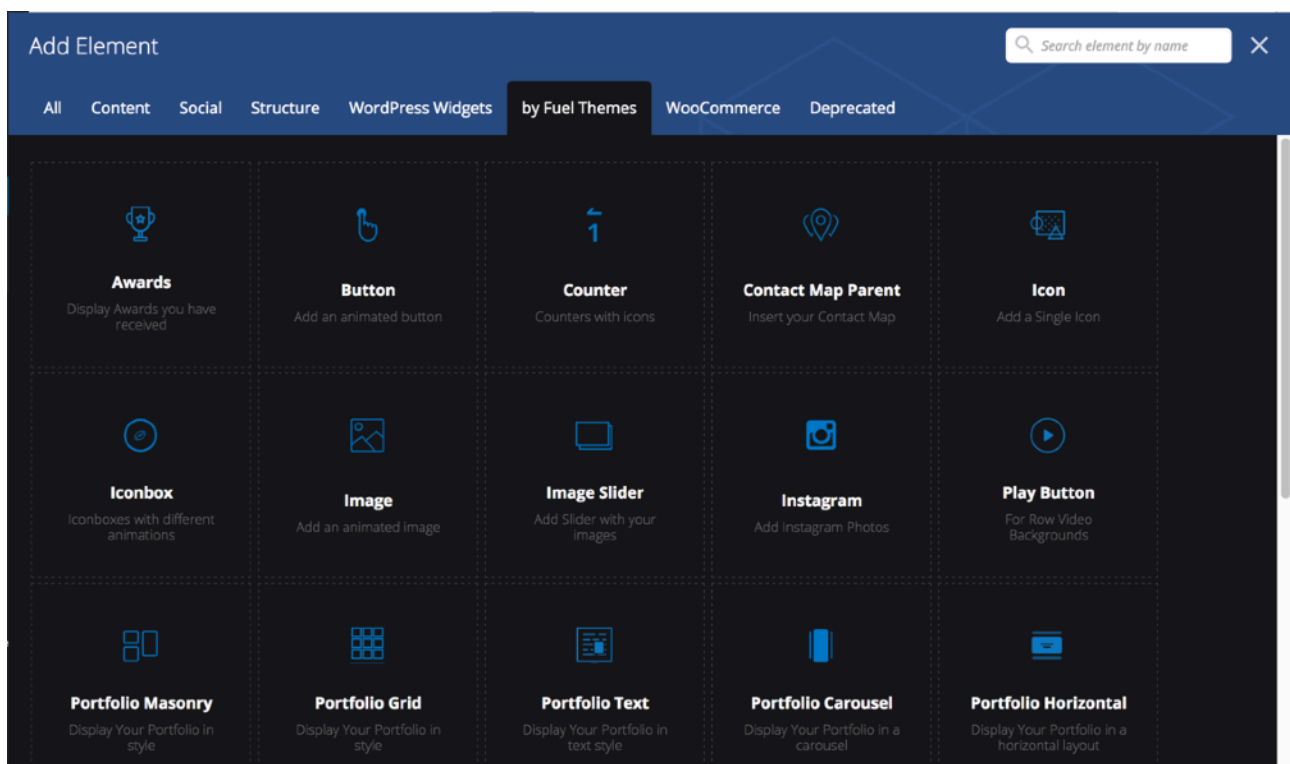 Add Element
Search element by name
All Content Social Structure WordPress Widgets by Fuel Themes WooCommerce Deprecated
Awards
Display Awards you have
received
Button
Add an animated button
1
Counter
Counters with icons
Contact Map Parent
Insert your Contact Map
Icon
Add a Single Icon
Iconbox
Iconboxes with different
animations
Image
Add an animated image
Image Slider
Add Slider with your
images
Instagram
Add Instagram Photos
Play Button
For Row Video
Backgrounds
Portfolio Masonry
Display Your Portfolio in
style
Portfolio Grid
Display Your Portfolio in
style
Portfolio Text
Display Your Portfolio in
text style
Portfolio Carousel
Display Your Portfolio in a
carousel
Portfolio Horizontal
Display Your Portfolio in a
horizontal layout